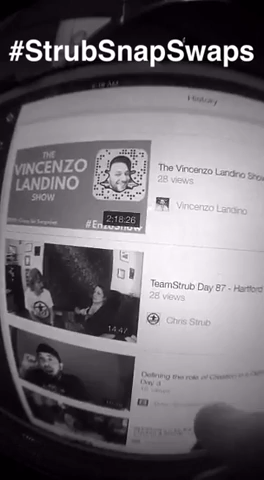 #StrubSnapSwaps
History
THE
VINCENZO
LANDINO
SHOW
#EnzoShow
2:18:26
The Vincenzo Landino Sho
28 views
Vincenzo Landino
TeamStrub Day 87 - Hartford
28 views
Chris Strub
14:47
Defining the role of
Day 3